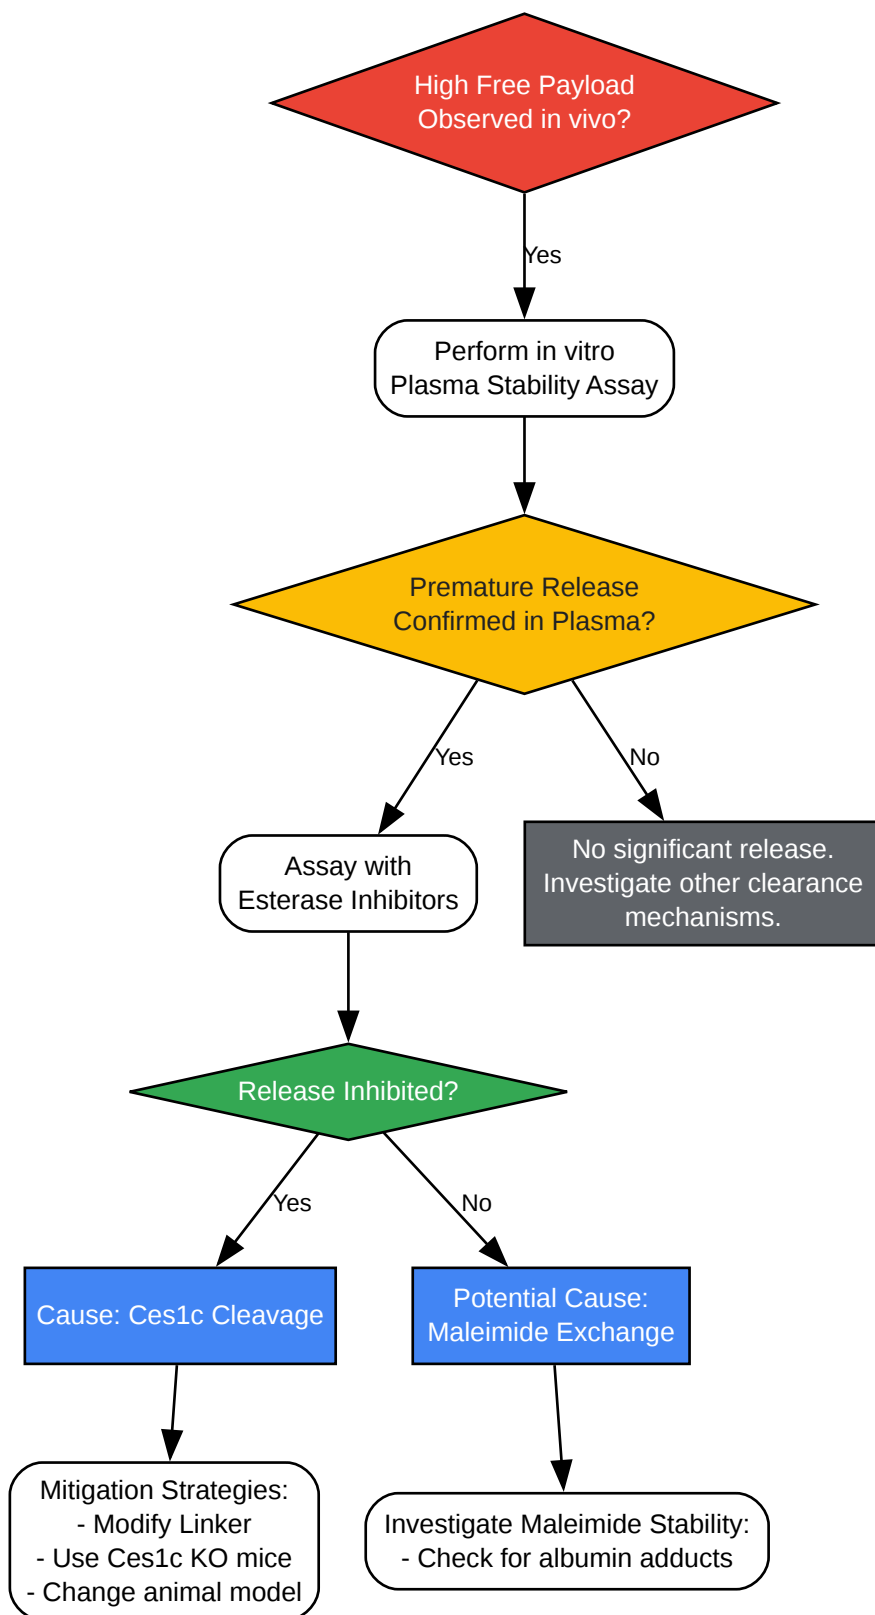 High Free Payload
Observed in vivo?
Yes
Perform in vitro
Plasma Stability Assay
Premature Release
Confirmed in Plasma?
Yes
No
Assay with
Esterase Inhibitors
No significant release.
Investigate other clearance
mechanisms.
Release Inhibited?
Yes
No
Cause: Ces1c Cleavage
Potential Cause:
Maleimide Exchange
Mitigation Strategies:
- Modify Linker
- Use Ces1c KO mice
- Change animal model
Investigate Maleimide Stability:
- Check for albumin adducts